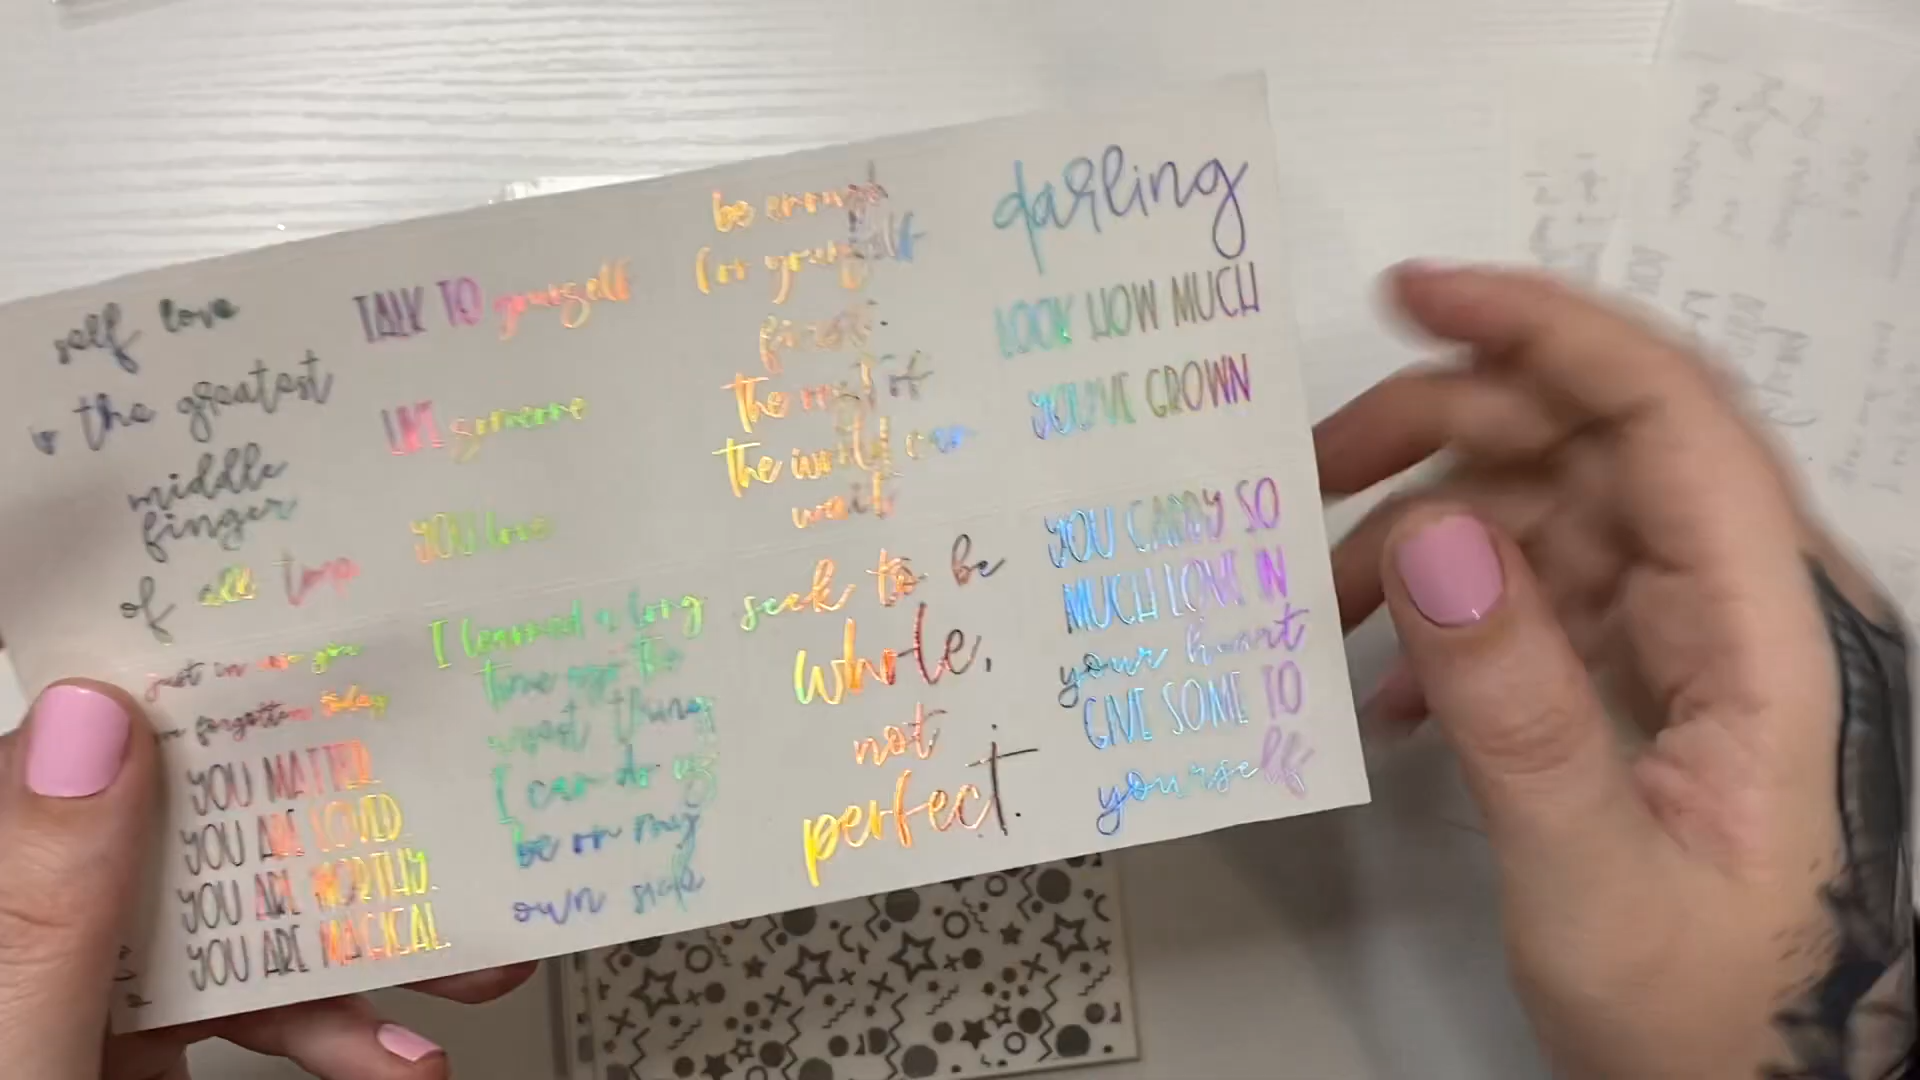 self love
is the greatest
middle
finger
of all time
TALK TO yourself
LIKE someone
YOU love
be enough
for yourself
first.
the rest of
the world can
wait
darling
LOOK HOW MUCH
YOU'VE GROWN
just in case you
forgotten today
YOU MATTER.
YOU ARE LOVED.
YOU ARE WORTHY.
YOU ARE MAGICAL.
I learned a long
time ago the
things
I can do is
be on my
own side
seek to be
whole,
not
perfect.
YOU CARRY SO
MUCH LOVE IN
your heart
GIVE SOME TO
yourself